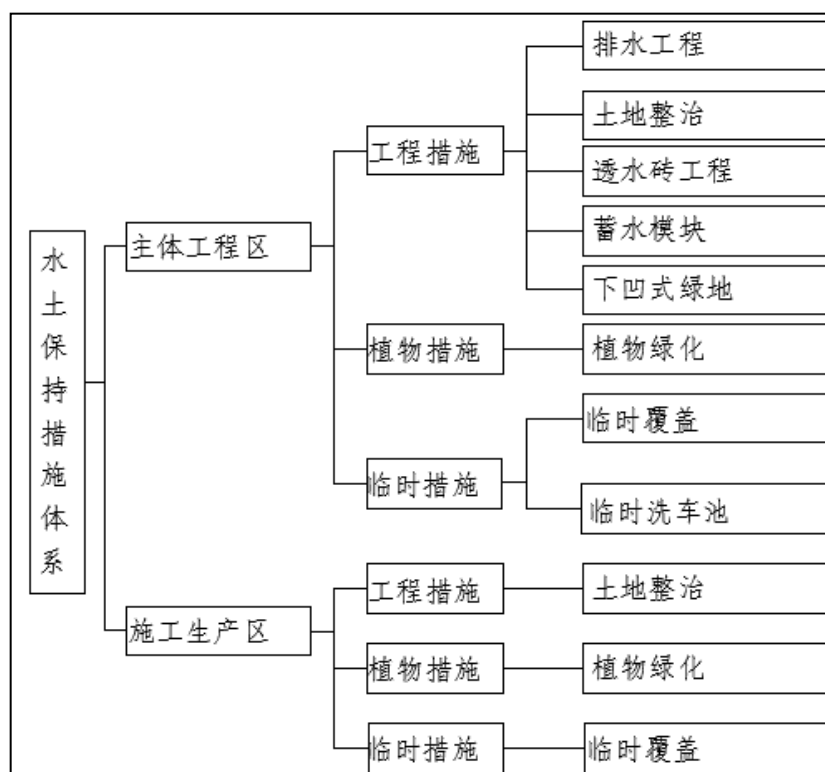 水土保持措施体系
主体工程区
工程措施
排水工程
土地整治
透水砖工程
蓄水模块
下凹式绿地
植物措施
植物绿化
临时措施
临时覆盖
临时洗车池
施工生产区
工程措施
土地整治
植物措施
植物绿化
临时措施
临时覆盖